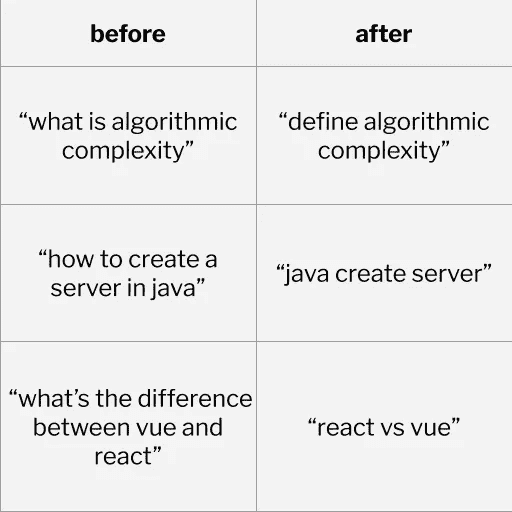 before
after
“what is algorithmic
complexity”
“define algorithmic
complexity”
“how to create a
server in java”
“java create server”
“what’s the difference
between vue and
react”
“react vs vue”